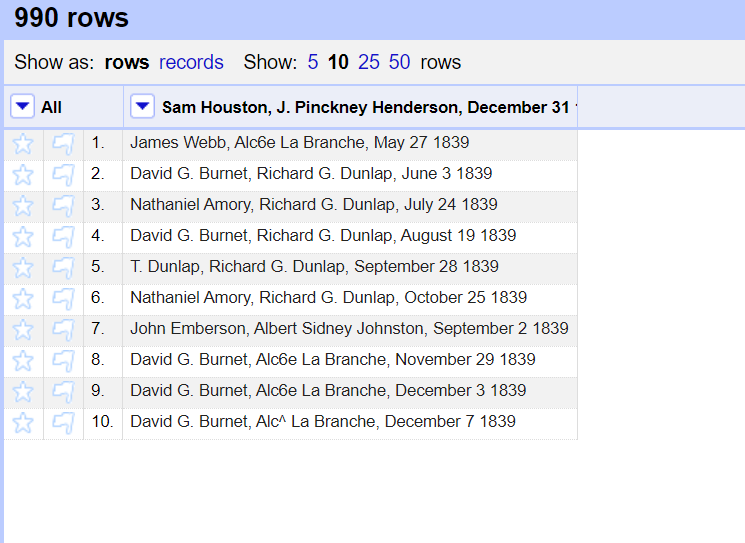 990 rows
Show as: rows records Show: 5 10 25 50 rows
All Sam Houston, J. Pinckney Henderson, December 31
1. James Webb, Alc6e La Branche, May 27 1839
2. David G. Burnet, Richard G. Dunlap, June 3 1839
3. Nathaniel Amory, Richard G. Dunlap, July 24 1839
4. David G. Burnet, Richard G. Dunlap, August 19 1839
5. T. Dunlap, Richard G. Dunlap, September 28 1839
6. Nathaniel Amory, Richard G. Dunlap, October 25 1839
7. John Emberson, Albert Sidney Johnston, September 2 1839
8. David G. Burnet, Alc6e La Branche, November 29 1839
9. David G. Burnet, Alc6e La Branche, December 3 1839
10. David G. Burnet, Alc^ La Branche, December 7 1839